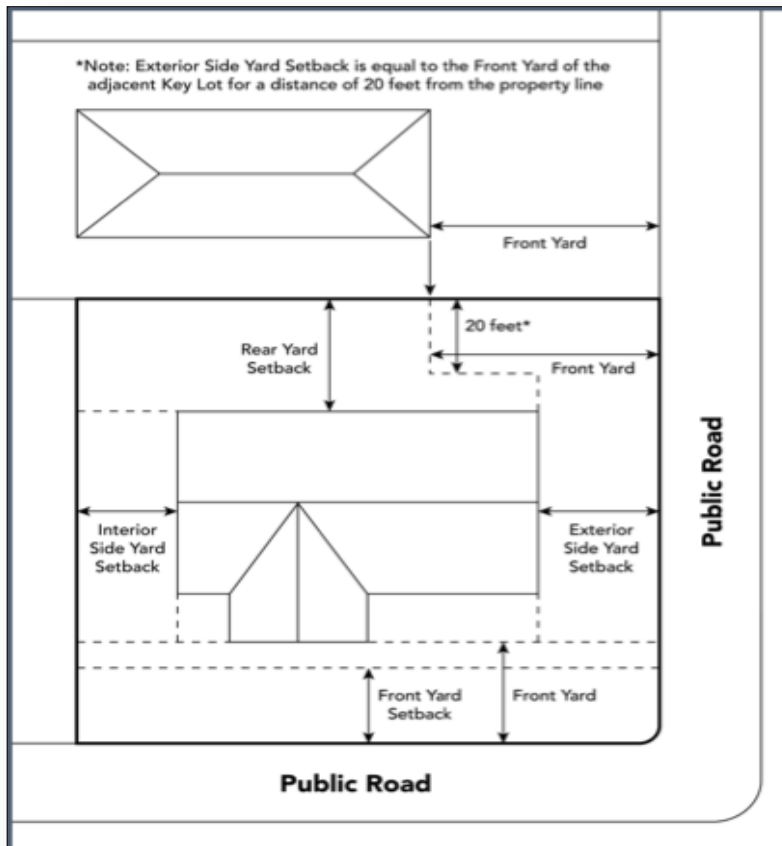 *Note: Exterior Side Yard Setback is equal to the Front Yard of the
adjacent Key Lot for a distance of 20 feet from the property line
Front Yard
20 feet*
Rear Yard
Setback
Front Yard
Public Road
Interior
Side Yard
Setback
Exterior
Side Yard
Setback
Front Yard
Setback
Front Yard
Public Road